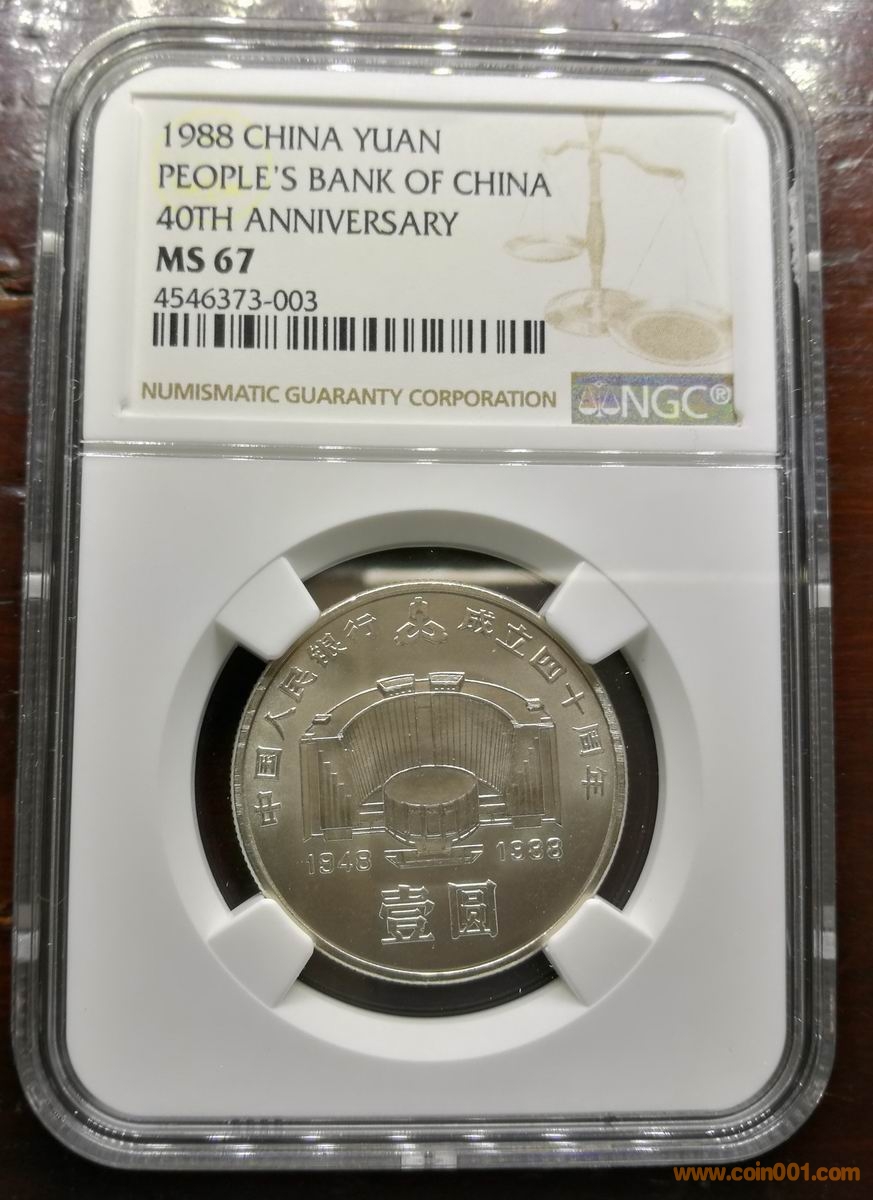 1988 CHINA YUAN
PEOPLE'S BANK OF CHINA
40TH ANNIVERSARY
MS 67
4546373-003
NUMISMATIC GUARANTY CORPORATION
NGC®
中国人民银行 成立四十周年
1948 1988
壹圆
www.coin001.com